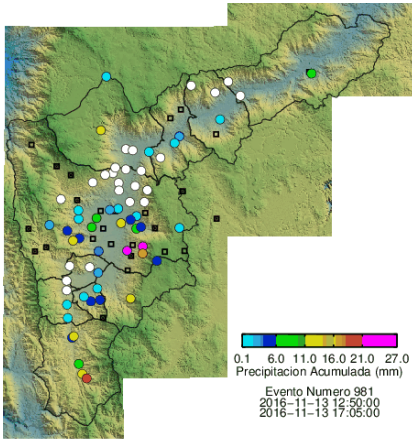 0.1 6.0 11.0 16.0 21.0 27.0
Precipitacion Acumulada (mm)
Evento Numero 981
2016-11-13 12:50:00
2016-11-13 17:05:00